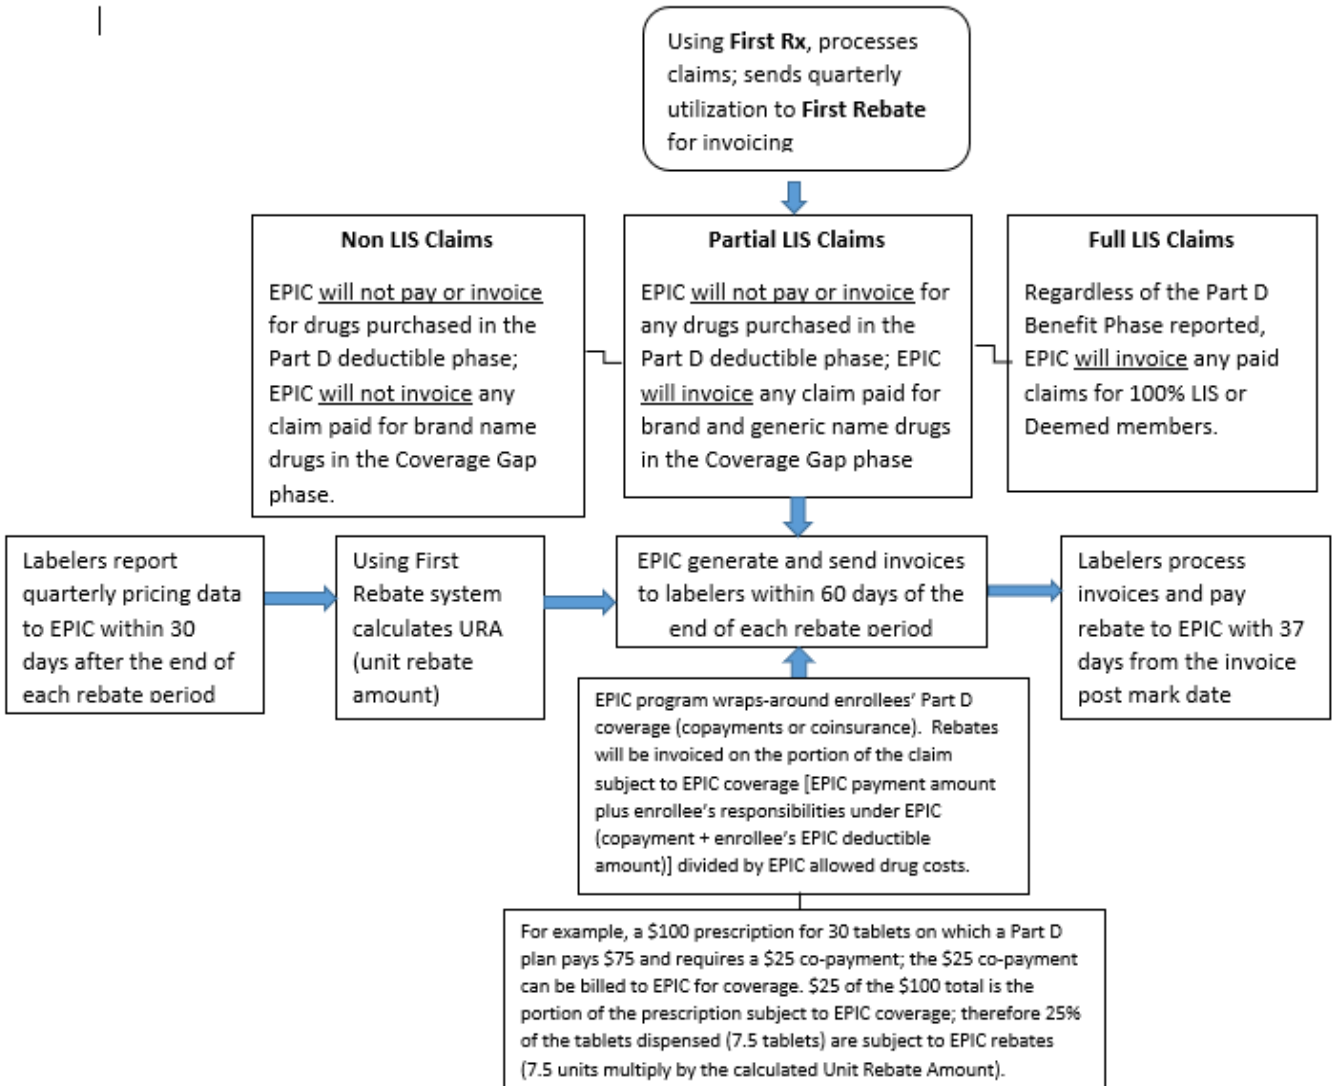 Using First Rx, processes
claims; sends quarterly
utilization to First Rebate
for invoicing
Non LIS Claims
EPIC will not pay or invoice
for drugs purchased in the
Part D deductible phase;
EPIC will not invoice any
claim paid for brand name
drugs in the Coverage Gap
phase.
Partial LIS Claims
EPIC will not pay or invoice for
any drugs purchased in the
Part D deductible phase; EPIC
will invoice any claim paid for
brand and generic name drugs
in the Coverage Gap phase
Full LIS Claims
Regardless of the Part D
Benefit Phase reported,
EPIC will invoice any paid
claims for 100% LIS or
Deemed members.
Labelers report
quarterly pricing data
to EPIC within 30
days after the end of
each rebate period
Using First
Rebate system
calculates URA
(unit rebate
amount)
EPIC generate and send invoices
to labelers within 60 days of the
end of each rebate period
Labelers process
invoices and pay
rebate to EPIC with 37
days from the invoice
post mark date
EPIC program wraps-around enrollees' Part D
coverage (copayments or coinsurance).  Rebates
will be invoiced on the portion of the claim
subject to EPIC coverage [EPIC payment amount
plus enrollee's responsibilities under EPIC
(copayment + enrollee's EPIC deductible
amount)] divided by EPIC allowed drug costs.
For example, a $100 prescription for 30 tablets on which a Part D
plan pays $75 and requires a $25 co-payment; the $25 co-payment
can be billed to EPIC for coverage. $25 of the $100 total is the
portion of the prescription subject to EPIC coverage; therefore 25%
of the tablets dispensed (7.5 tablets) are subject to EPIC rebates
(7.5 units multiply by the calculated Unit Rebate Amount).